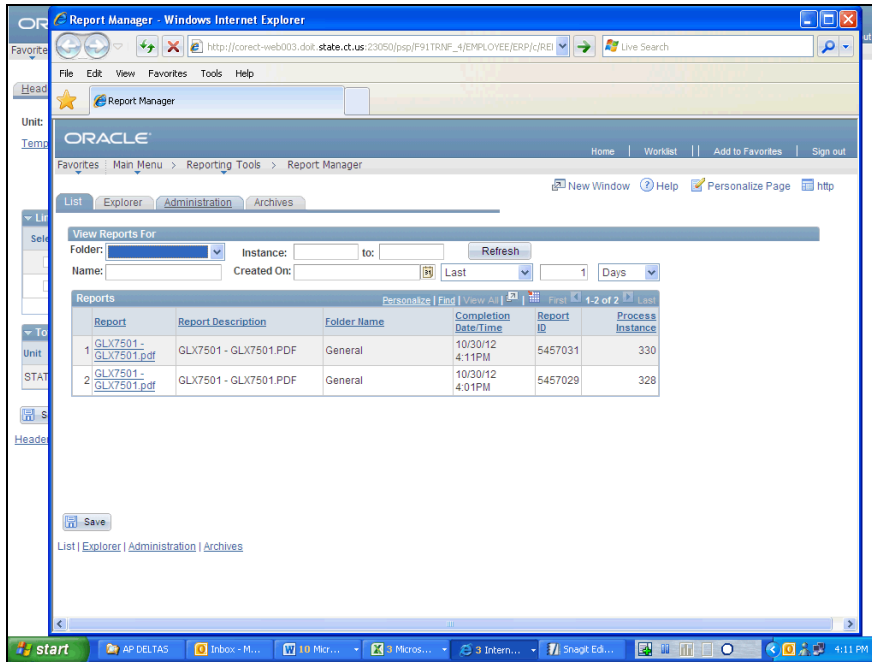 Report Manager - Windows Internet Explorer
http://corect-web003.doit.state.ct.us:23050/psp/F91TRNF_4/EMPLOYEE/ERP/c/REI
Live Search
File Edit View Favorites Tools Help
Report Manager
ORACLE
Home | Worklist | | Add to Favorites | Sign out
Favorites | Main Menu > Reporting Tools > Report Manager
New Window Help Personalize Page http
List Explorer Administration Archives
View Reports For
Folder: Instance: to: Refresh
Name: Created On: Last 1 Days
Reports Personalize | Find | View All | | First 1-2 of 2 Last
Report Report Description Folder Name Completion Date/Time Report ID Process Instance
1 GLX7501 - GLX7501.pdf GLX7501 - GLX7501.PDF General 10/30/12 4:11PM 5457031 330
2 GLX7501 - GLX7501.pdf GLX7501 - GLX7501.PDF General 10/30/12 4:01PM 5457029 328
Save
List | Explorer | Administration | Archives
OR
Favorite
Head
Unit:
Temp
Lin
Sele
To
Unit
STAT
S
Header
ut
start AP DELTAS Inbox - M... 10 Micr... 3 Micros... 3 Intern... Snagit Edi... 4:11 PM